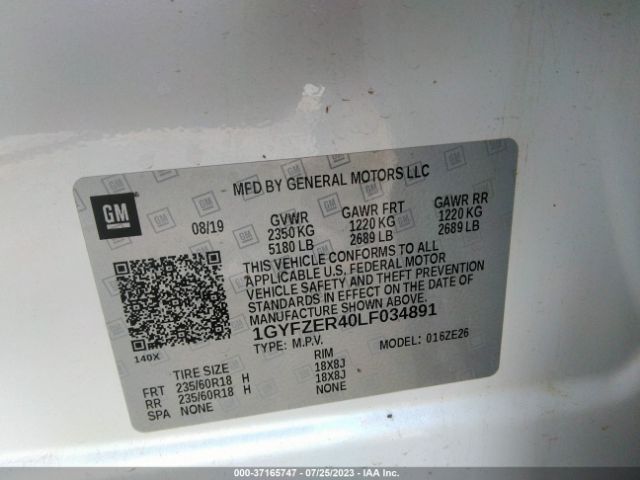 MFD BY GENERAL MOTORS LLC
GM
08/19 GVWR GAWR FRT GAWR RR
2350 KG 1220 KG 1220 KG
5180 LB 2689 LB 2689 LB
THIS VEHICLE CONFORMS TO ALL
APPLICABLE U.S. FEDERAL MOTOR
VEHICLE SAFETY AND THEFT PREVENTION
STANDARDS IN EFFECT ON THE DATE OF
MANUFACTURE SHOWN ABOVE.
1GYFZER40LF034891
TYPE: M.P.V. MODEL: 016ZE26
140X
TIRE SIZE RIM
FRT 235/60R18 H 18X8J
RR 235/60R18 H 18X8J
SPA NONE NONE
000-37165747 - 07/25/2023 - IAA Inc.